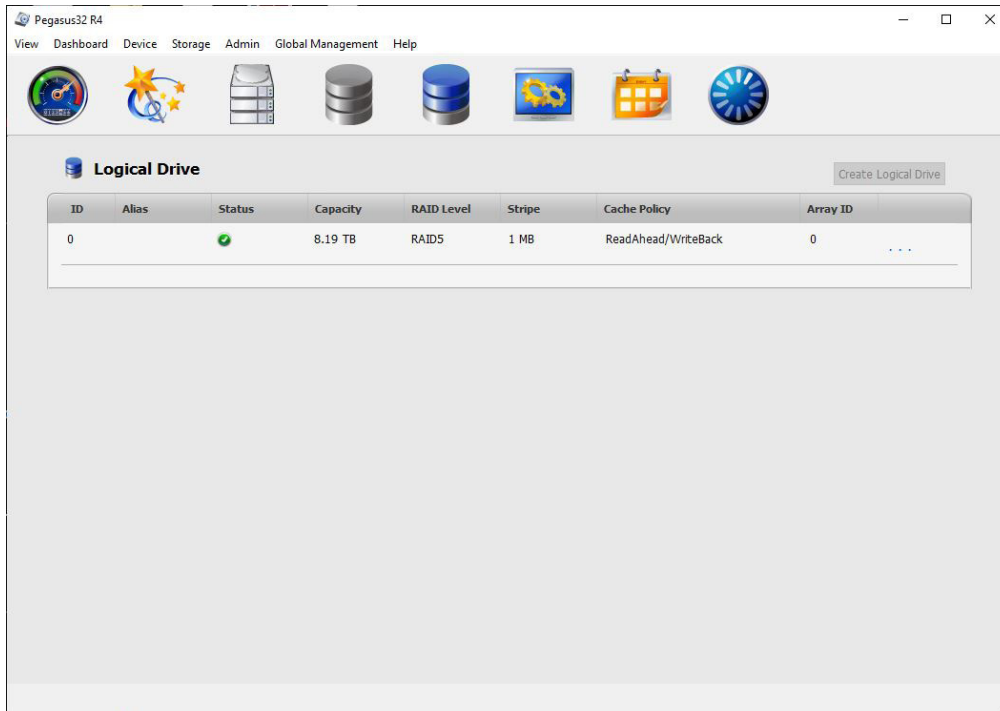 Pegasus32 R4
View Dashboard Device Storage Admin Global Management Help
Logical Drive
Create Logical Drive
ID Alias Status Capacity RAID Level Stripe Cache Policy Array ID
0 8.19 TB RAID5 1 MB ReadAhead/WriteBack 0 ...